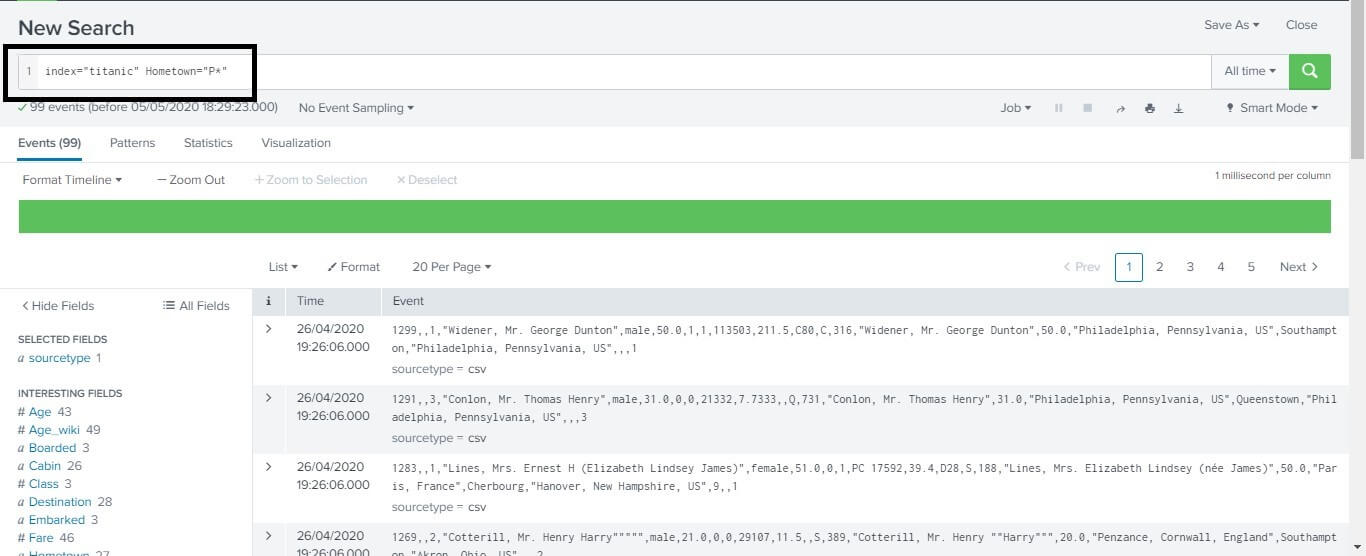 New Search
Save As
Close
1 index="titanic" Hometown="P*"
All time
99 events (before 05/05/2020 18:29:23.000)
No Event Sampling
Job
Smart Mode
Events (99)
Patterns
Statistics
Visualization
Format Timeline
— Zoom Out
+ Zoom to Selection
× Deselect
1 millisecond per column
List
Format
20 Per Page
< Prev
1
2
3
4
5
Next >
< Hide Fields
All Fields
i
Time
Event
SELECTED FIELDS
a sourcetype 1
INTERESTING FIELDS
# Age 43
# Age_wiki 49
a Boarded 3
a Cabin 26
# Class 3
a Destination 28
a Embarked 3
# Fare 46
a Hometown 27
26/04/2020
19:26:06.000
1299,,1,"Widener, Mr. George Dunton",male,50.0,1,1,113503,211.5,C80,C,316,"Widener, Mr. George Dunton",50.0,"Philadelphia, Pennsylvania, US",Southampt
on,"Philadelphia, Pennsylvania, US",,,1
sourcetype = csv
26/04/2020
19:26:06.000
1291,,3,"Conlon, Mr. Thomas Henry",male,31.0,0,0,21332,7.7333,,Q,731,"Conlon, Mr. Thomas Henry",31.0,"Philadelphia, Pennsylvania, US",Queenstown,"Phil
adelphia, Pennsylvania, US",,,3
sourcetype = csv
26/04/2020
19:26:06.000
1283,,1,"Lines, Mrs. Ernest H (Elizabeth Lindsey James)",female,51.0,0,1,PC 17592,39.4,D28,S,188,"Lines, Mrs. Elizabeth Lindsey (née James)",50.0,"Par
is, France",Cherbourg,"Hanover, New Hampshire, US",9,,1
sourcetype = csv
26/04/2020
19:26:06.000
1269,,2,"Cotterill, Mr. Henry Harry""""",male,21.0,0,0,29107,11.5,,S,389,"Cotterill, Mr. Henry ""Harry""",20.0,"Penzance, Cornwall, England",Southampt
on,"Akron, Ohio, US",,,2